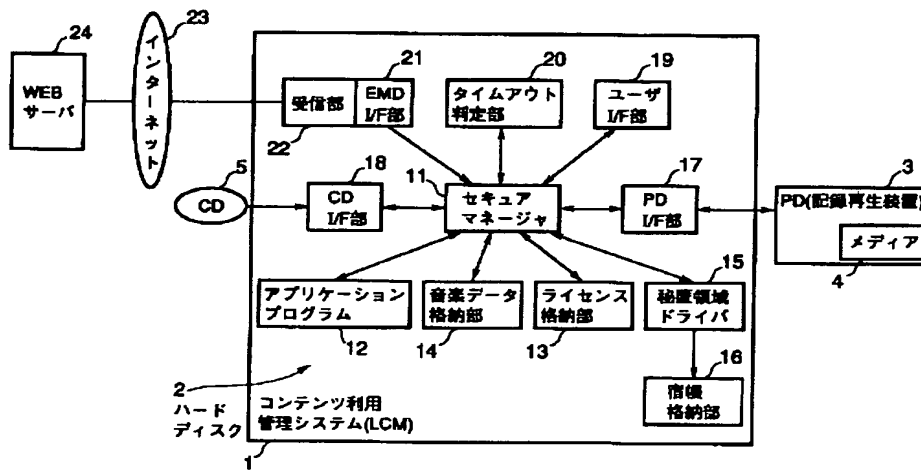 24
23
WEB
サーバ
インターネット
21
20
19
受信部
EMD
I/F部
タイムアウト
判定部
ユーザ
I/F部
22
5
18
11
17
3
CD
CD
I/F部
セキュア
マネージャ
PD
I/F部
PD(記録再生装置)
メディア
4
15
アプリケーション
プログラム
音楽データ
格納部
ライセンス
格納部
秘匿領域
ドライバ
12
14
13
16
2
ハード
ディスク
コンテンツ利用
管理システム(LCM)
宿帳
格納部
1